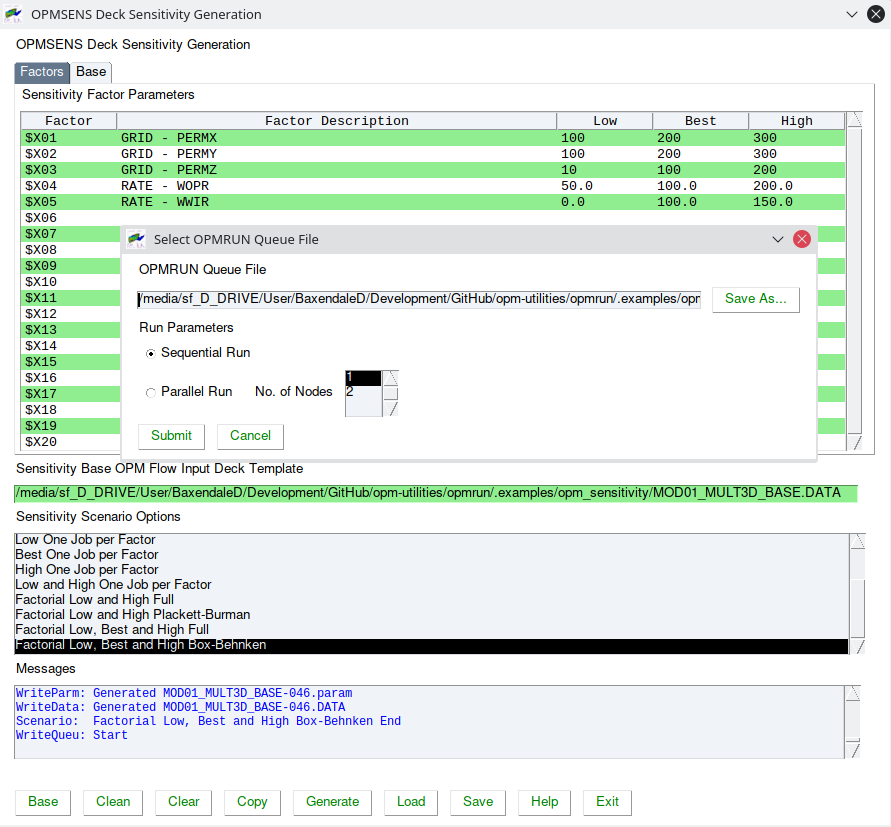 OPMSENS Deck Sensitivity Generation
OPMSENS Deck Sensitivity Generation
Factors Base
Sensitivity Factor Parameters
Factor Factor Description Low Best High
$X01 GRID - PERMX 100 200 300
$X02 GRID - PERMY 100 200 300
$X03 GRID - PERMZ 10 100 200
$X04 RATE - WOPR 50.0 100.0 200.0
$X05 RATE - WWIR 0.0 100.0 150.0
$X06
$X07
$X08
$X09
$X10
$X11
$X12
$X13
$X14
$X15
$X16
$X17
$X18
$X19
$X20
Select OPMRUN Queue File
OPMRUN Queue File
/media/sf_D_DRIVE/User/BaxendaleD/Development/GitHub/opm-utilities/opmrun/.examples/opm Save As...
Run Parameters
Sequential Run
Parallel Run No. of Nodes 1
2
Submit Cancel
Sensitivity Base OPM Flow Input Deck Template
/media/sf_D_DRIVE/User/BaxendaleD/Development/GitHub/opm-utilities/opmrun/.examples/opm_sensitivity/MOD01_MULT3D_BASE.DATA
Sensitivity Scenario Options
Low One Job per Factor
Best One Job per Factor
High One Job per Factor
Low and High One Job per Factor
Factorial Low and High Full
Factorial Low and High Plackett-Burman
Factorial Low, Best and High Full
Factorial Low, Best and High Box-Behnken
Messages
WriteParm: Generated MOD01_MULT3D_BASE-046.param
WriteData: Generated MOD01_MULT3D_BASE-046.DATA
Scenario: Factorial Low, Best and High Box-Behnken End
WriteQueu: Start
Base Clean Clear Copy Generate Load Save Help Exit